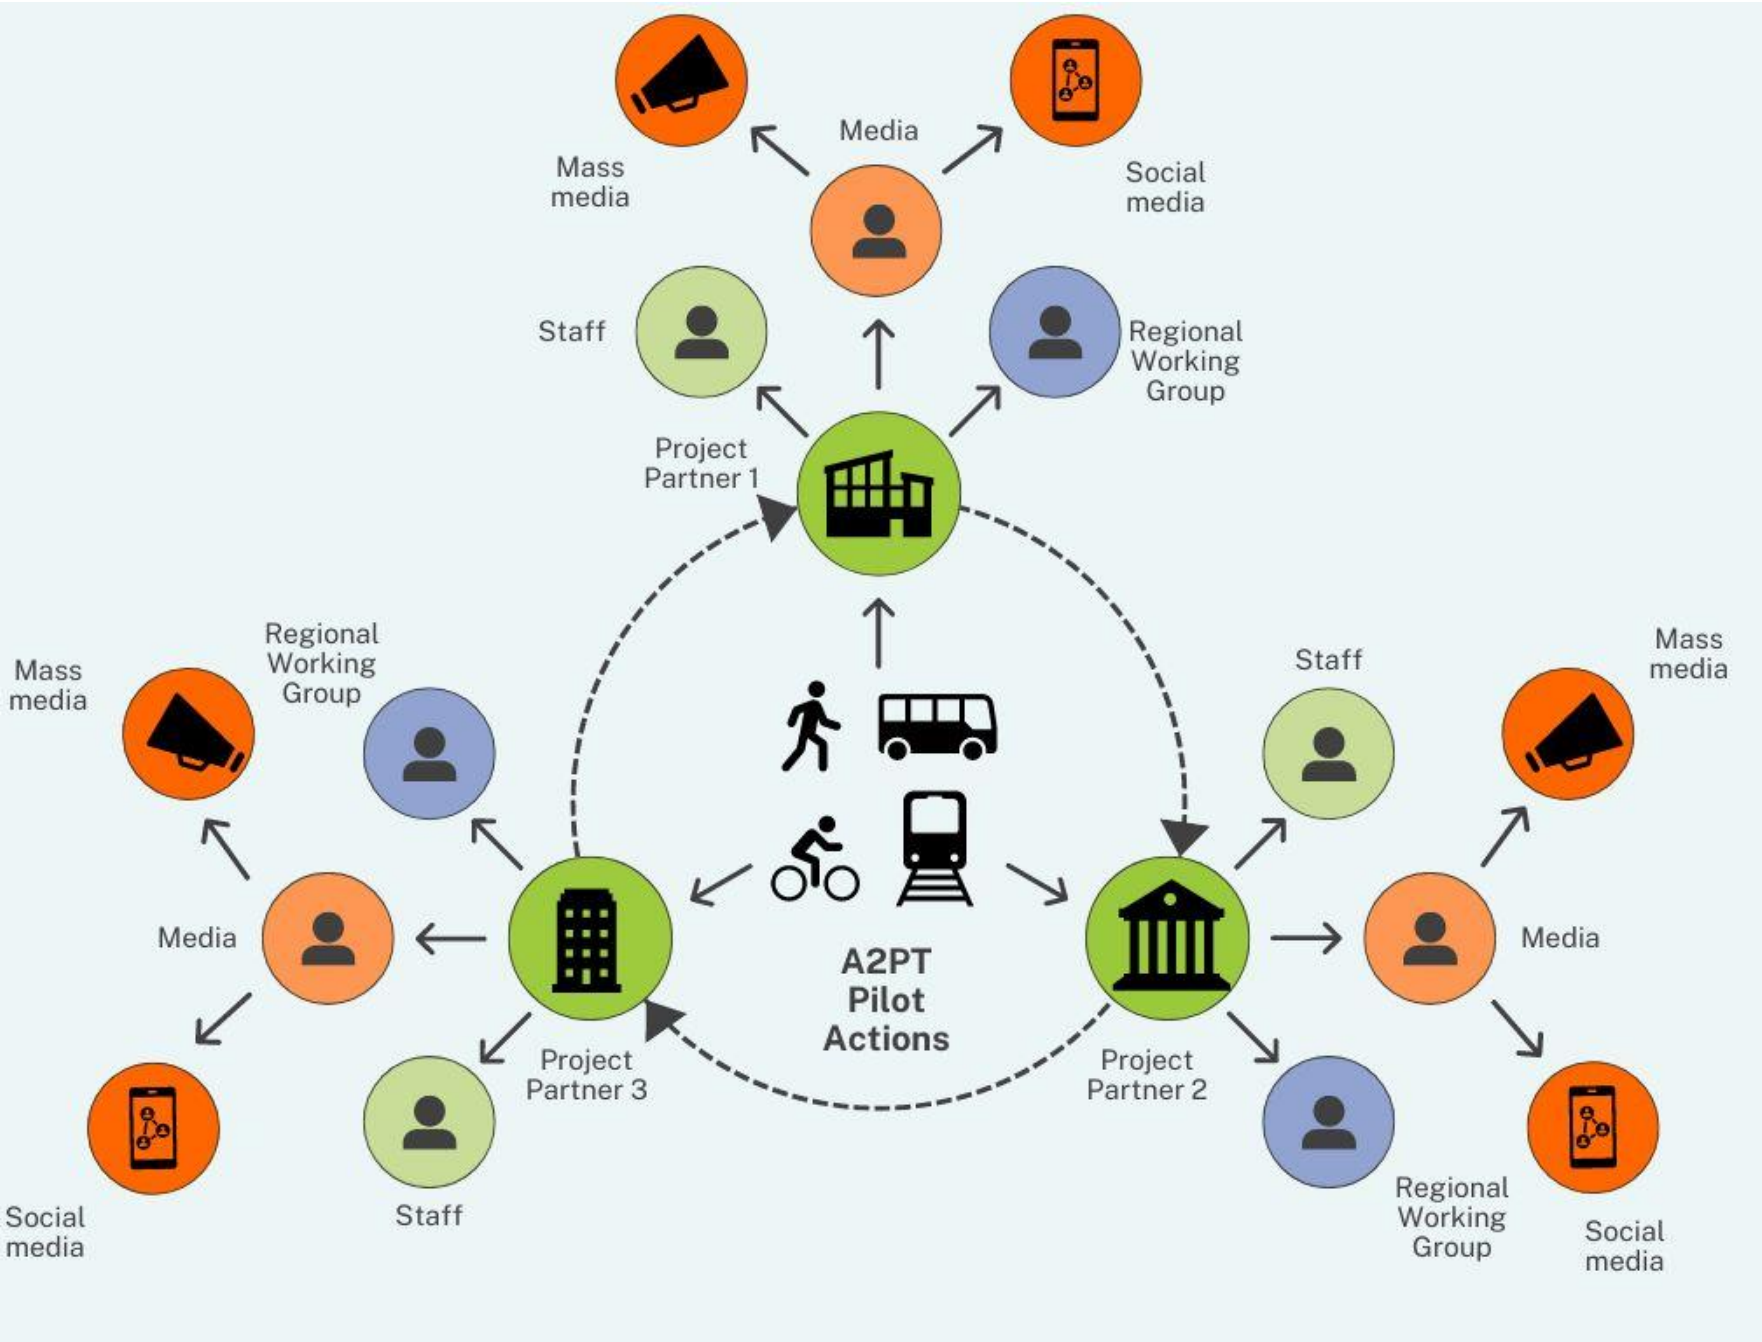 Media
Mass
media
Social
media
Staff
Regional
Working
Group
Project
Partner 1
Regional
Working
Group
Mass
media
Staff
Mass
media
Media
Media
A2PT
Pilot
Actions
Project
Partner 3
Project
Partner 2
Social
media
Staff
Regional
Working
Group
Social
media